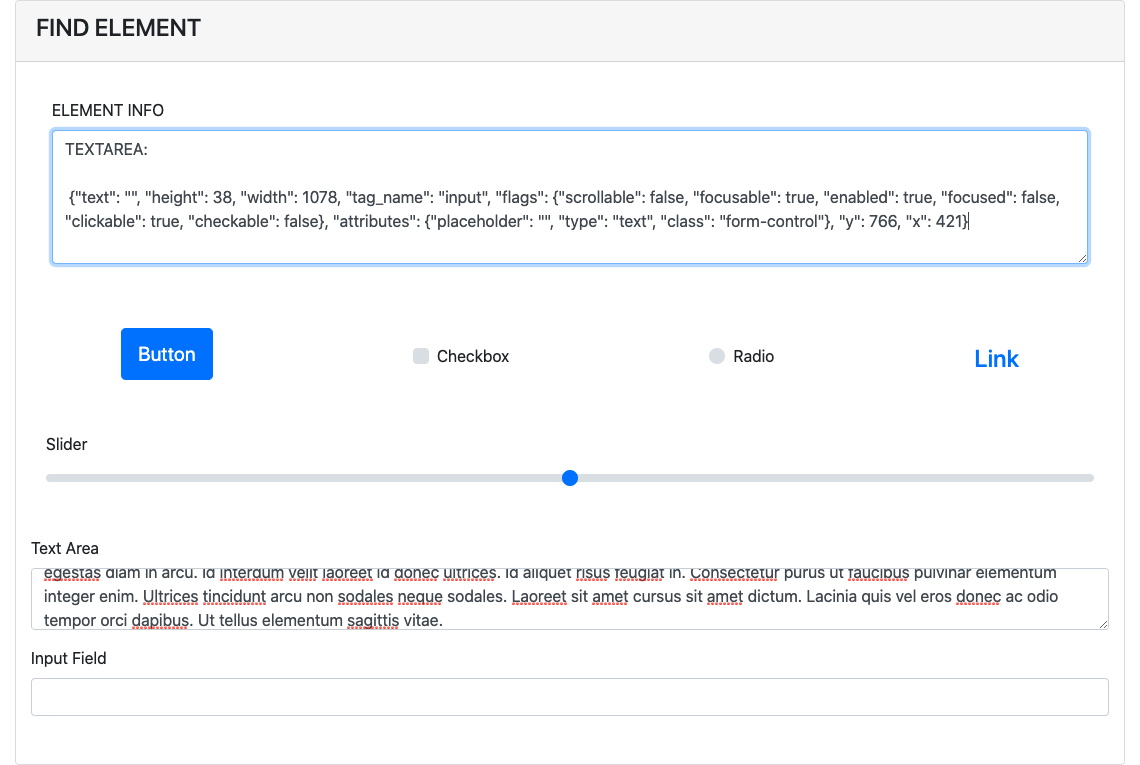 FIND ELEMENT
ELEMENT INFO
TEXTAREA:
{"text": "", "height": 38, "width": 1078, "tag_name": "input", "flags": {"scrollable": false, "focusable": true, "enabled": true, "focused": false,
"clickable": true, "checkable": false}, "attributes": {"placeholder": "", "type": "text", "class": "form-control"}, "y": 766, "x": 421}
Button
Checkbox
Radio
Link
Slider
Text Area
egestas diam in arcu. Id interdum velit laoreet id donec ultrices. Id aliquet risus feugiat in. Consectetur purus ut faucibus pulvinar elementum
integer enim. Ultrices tincidunt arcu non sodales neque sodales. Laoreet sit amet cursus sit amet dictum. Lacinia quis vel eros donec ac odio
tempor orci dapibus. Ut tellus elementum sagittis vitae.
Input Field